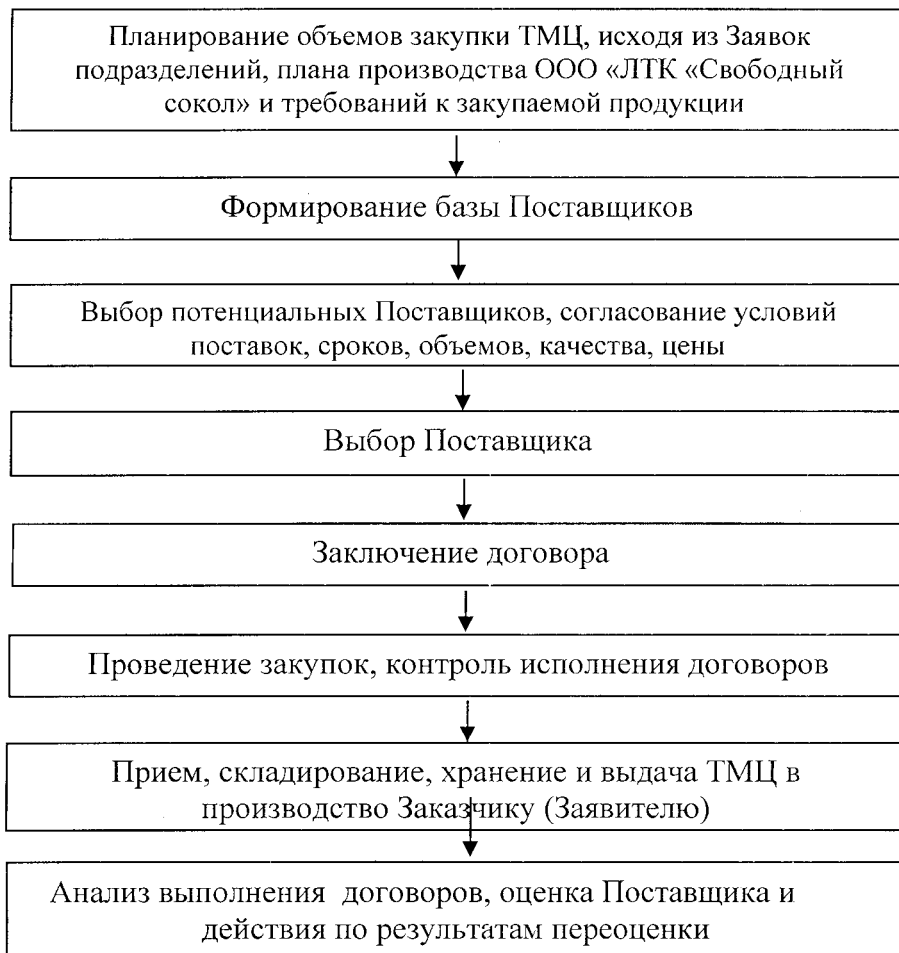 Планирование объемов закупки ТМЦ, исходя из Заявок
подразделений, плана производства ООО «ЛТК «Свободный
сокол» и требований к закупаемой продукции
Формирование базы Поставщиков
Выбор потенциальных Поставщиков, согласование условий
поставок, сроков, объемов, качества, цены
Выбор Поставщика
Заключение договора
Проведение закупок, контроль исполнения договоров
Прием, складирование, хранение и выдача ТМЦ в
производство Заказчику (Заявителю)
Анализ выполнения договоров, оценка Поставщика и
действия по результатам переоценки